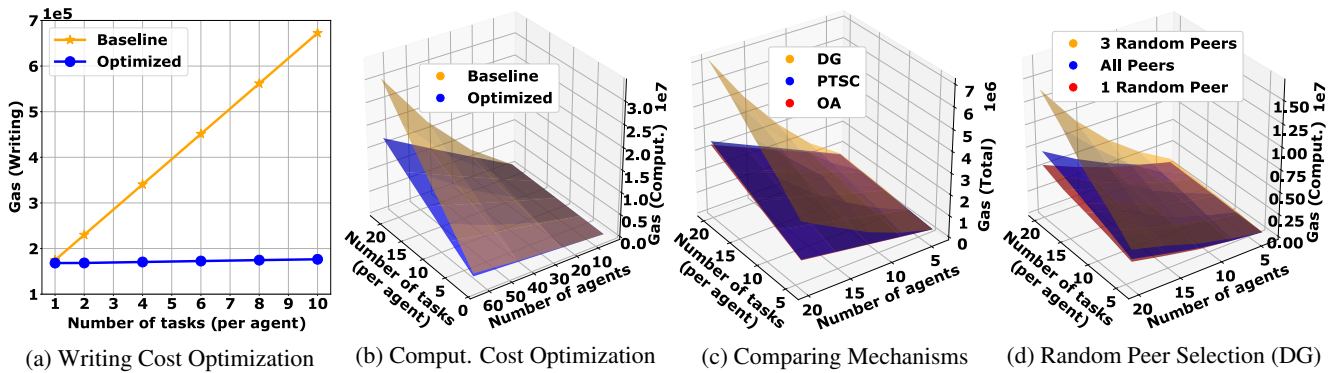 1e5
7
6
5
4
3
2
1
Gas (Writing)
Baseline
Optimized
1 2 3 4 5 6 7 8 9 10
Number of tasks (per agent)
(a) Writing Cost Optimization
Baseline
Optimized
1e7
3.0
2.5
2.0
1.5
1.0
0.5
0.0
Gas (Comput.)
20
15
10
5
0
Number of tasks
(per agent)
60 50 40 30 20 10
Number of agents
(b) Comput. Cost Optimization
DG
PTSC
OA
1e6
7
6
5
4
3
2
1
0
Gas (Total)
20
15
10
5
Number of tasks
(per agent)
20 15 10 5
Number of agents
(c) Comparing Mechanisms
3 Random Peers
All Peers
1 Random Peer
1e7
1.50
1.25
1.00
0.75
0.50
0.25
0.00
Gas (Comput.)
20
15
10
5
Number of tasks
(per agent)
20 15 10 5
Number of agents
(d) Random Peer Selection (DG)